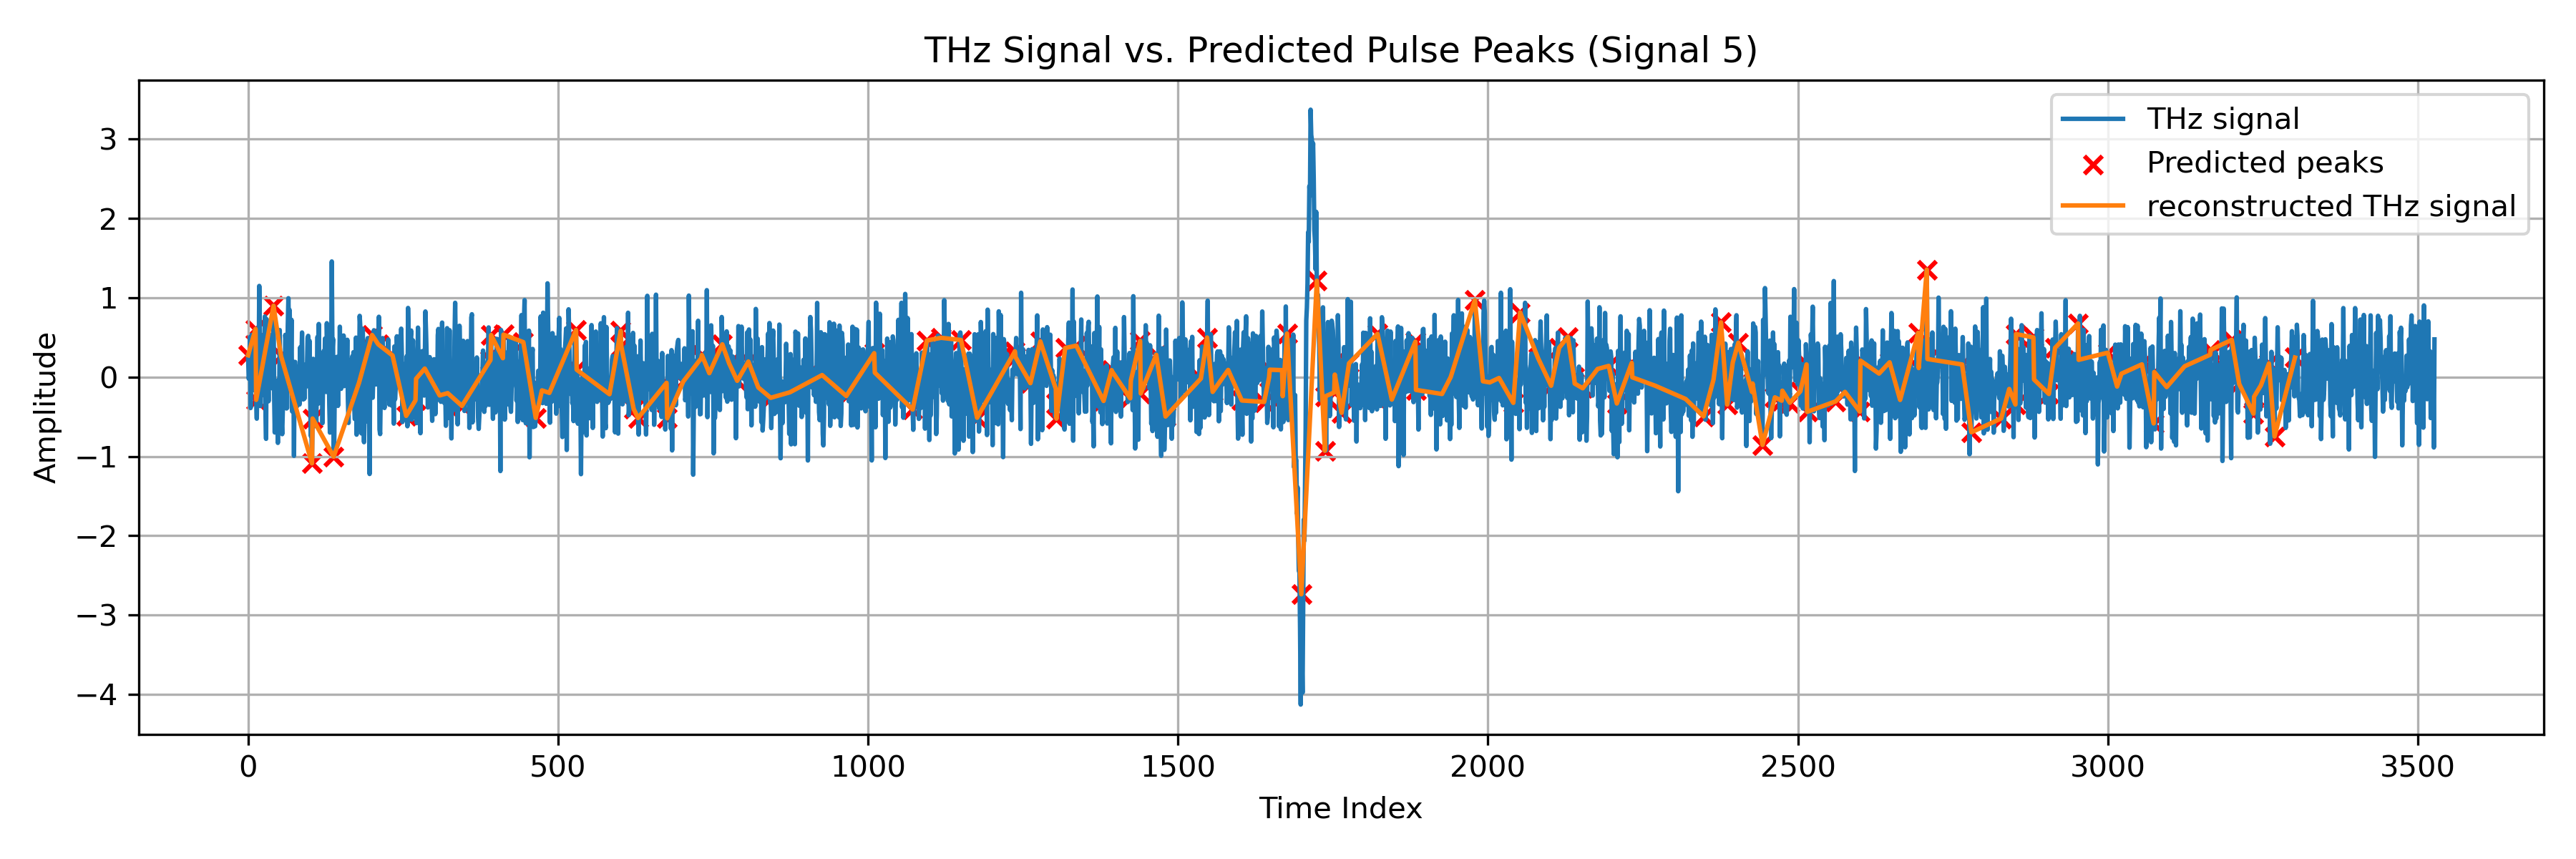 THz Signal vs. Predicted Pulse Peaks (Signal 5)
THz signal
Predicted peaks
reconstructed THz signal
Amplitude
3
2
1
0
−1
−2
−3
−4
0 500 1000 1500 2000 2500 3000 3500
Time Index